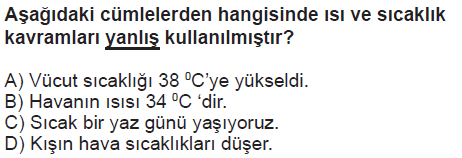 Aşağıdaki cümlelerden hangisinde ısı ve sıcaklık
kavramları yanlış kullanılmıştır?
A) Vücut sıcaklığı 38 ⁰C’ye yükseldi.
B) Havanın ısısı 34 ⁰C ‘dir.
C) Sıcak bir yaz günü yaşıyoruz.
D) Kışın hava sıcaklıkları düşer.